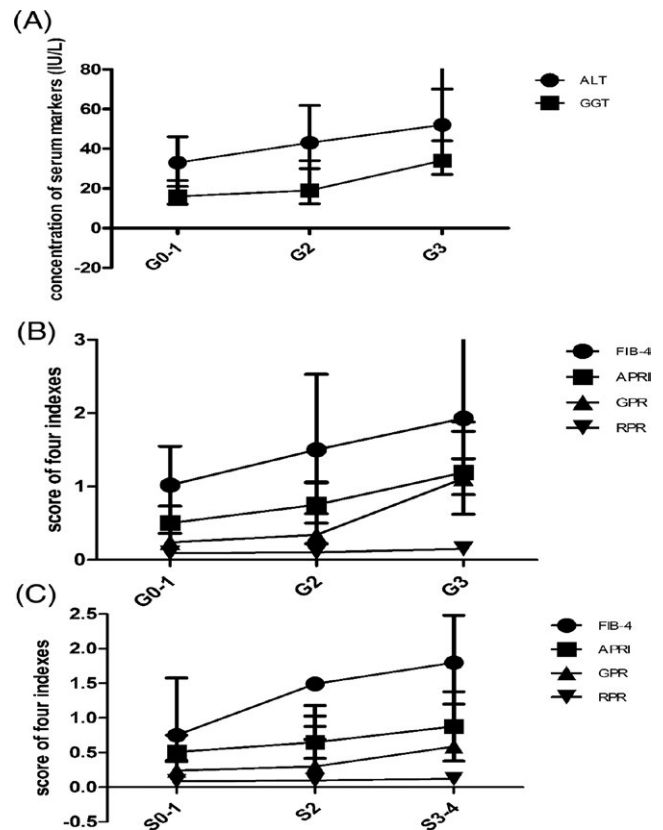 (A)
concentration of serum markers (IU/L)
80
60
40
20
0
-20
G0-1
G2
G3
ALT
GGT
(B)
score of four indexes
3
2
1
0
G0-1
G2
G3
FIB-4
APRI
GPR
RPR
(C)
score of four indexes
2.5
2.0
1.5
1.0
0.5
0.0
-0.5
S0-1
S2
S3-4
FIB-4
APRI
GPR
RPR